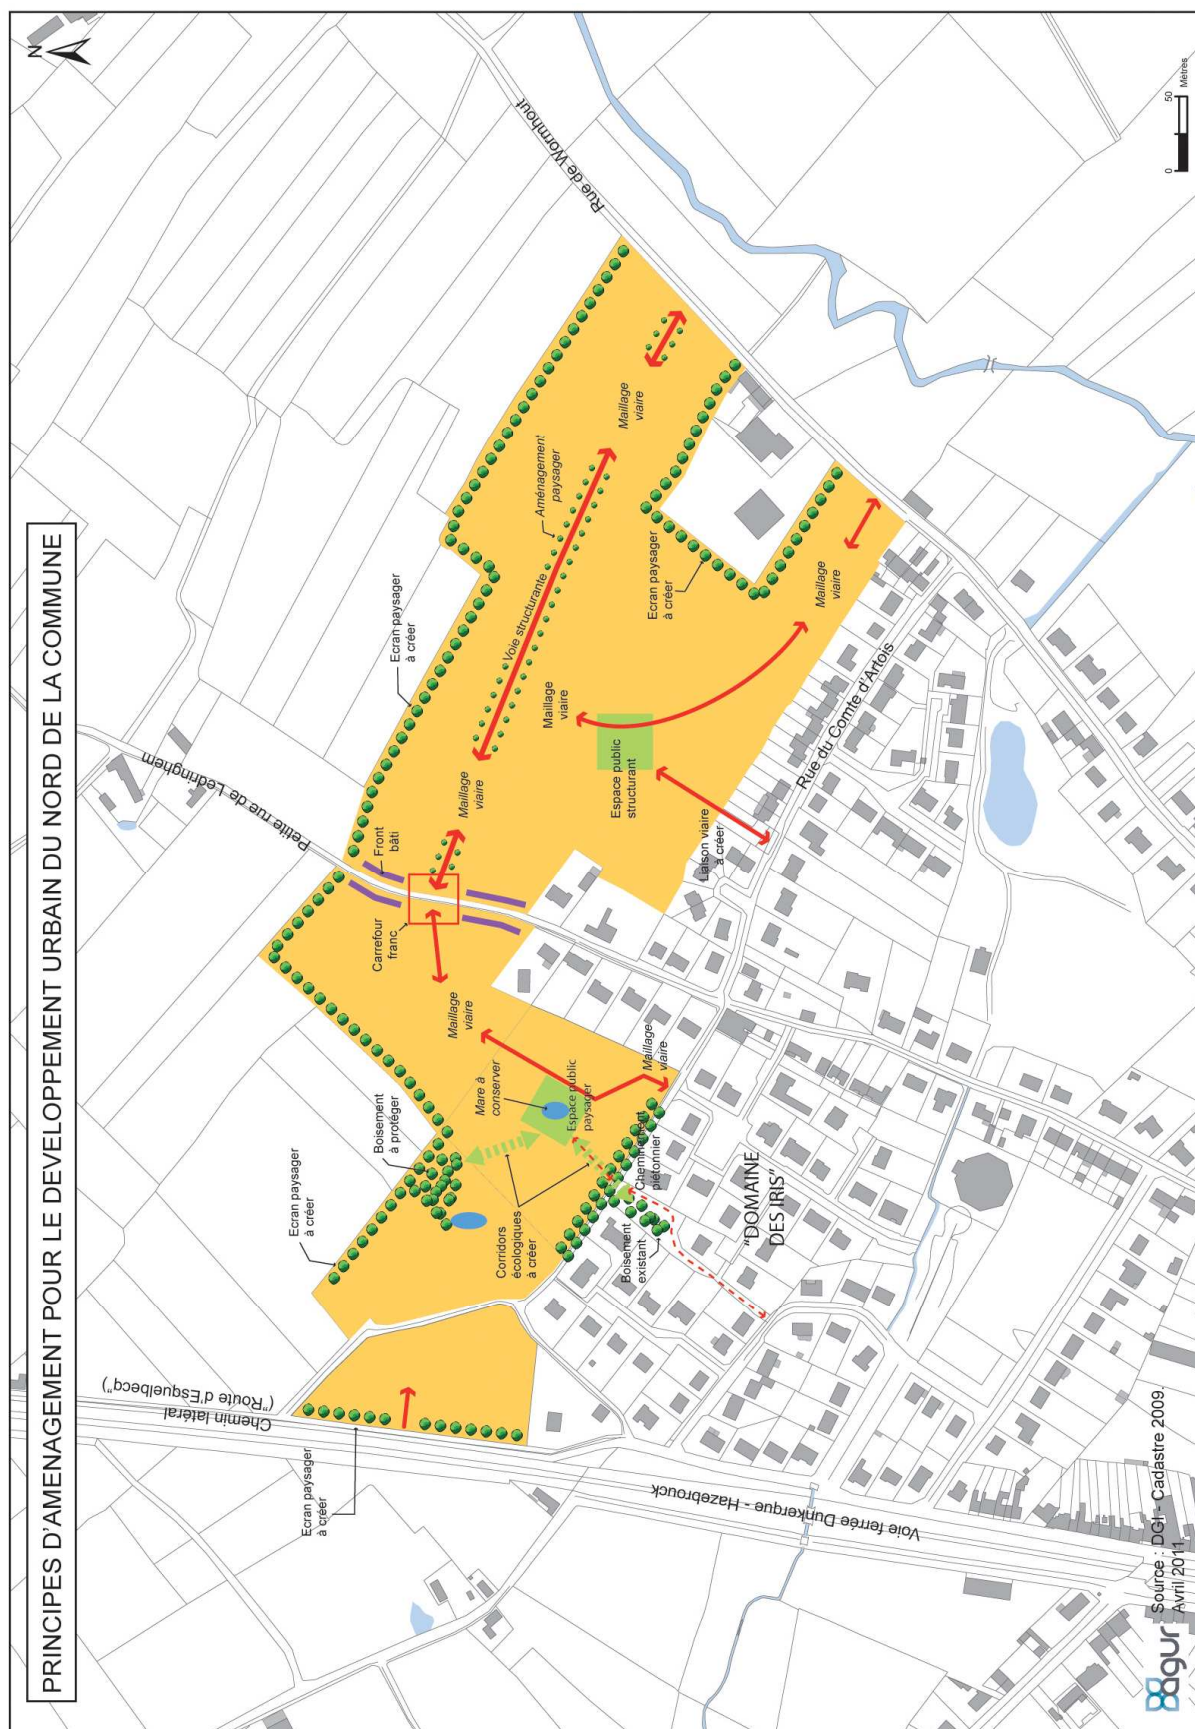 PRINCIPES D'AMENAGEMENT POUR LE DEVELOPPEMENT URBAIN DU NORD DE LA COMMUNE
N
Chemin latéral
("Route d'Esquelbecq")
Ecran paysager
à créer
Ecran paysager
à créer
Boisement
à protéger
Mare à
conserver
Espace public
paysager
Corridors
écologiques
à créer
Cheminement
piétonnier
Boisement
existant
"DOMAINE
DES IRIS"
Maillage
viaire
Maillage
viaire
Carrefour
franc
Front
bâti
Petite rue de Ledringhem
Ecran paysager
à créer
Maillage
viaire
Voie structurante
Aménagement
paysager
Maillage
viaire
Maillage
viaire
Espace public
structurant
Liaison viaire
à créer
Ecran paysager
à créer
Maillage
viaire
Rue du Comte d'Artois
Rue de Wormhout
Voie ferrée Dunkerque - Hazebrouck
agur
Source : DGI - Cadastre 2009.
Avril 2011.
0 50
Mètres